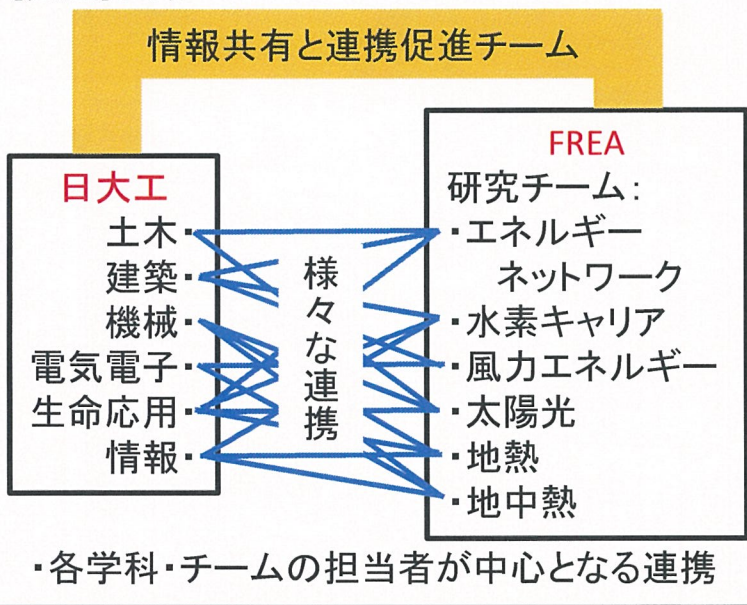 情報共有と連携促進チーム
日大工
土木・
建築・
機械・
電気電子・
生命応用・
情報・
様々な連携
FREA
研究チーム：
・エネルギー
ネットワーク
・水素キャリア
・風力エネルギー
・太陽光
・地熱
・地中熱
・各学科・チームの担当者が中心となる連携